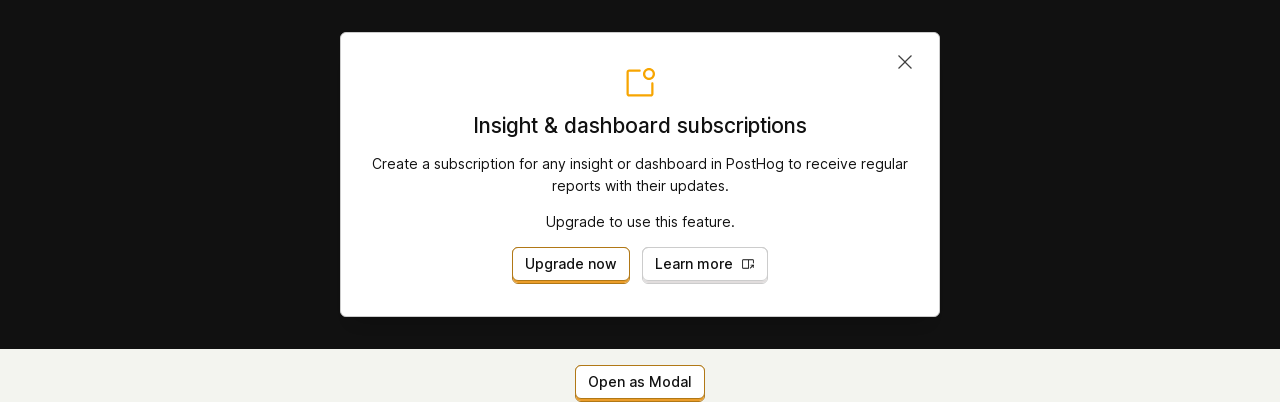 Insight & dashboard subscriptions
Create a subscription for any insight or dashboard in PostHog to receive regular
reports with their updates.
Upgrade to use this feature.
Upgrade now
Learn more
Open as Modal